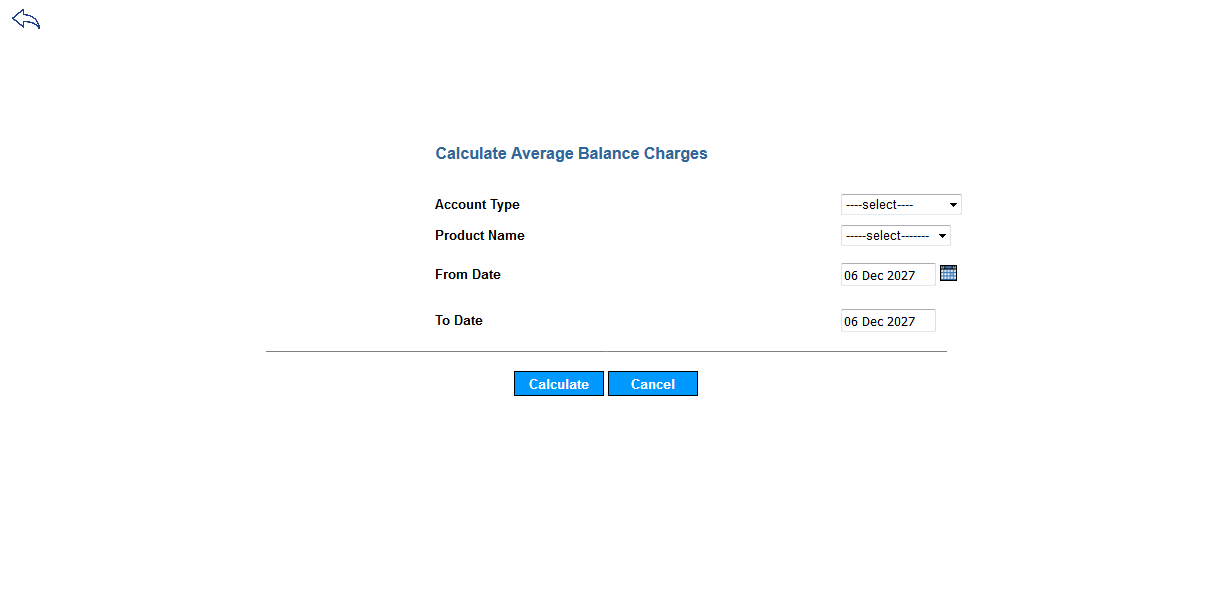 Calculate Average Balance Charges
Account Type ----select----
Product Name -----select-------
From Date 06 Dec 2027
To Date 06 Dec 2027
Calculate Cancel